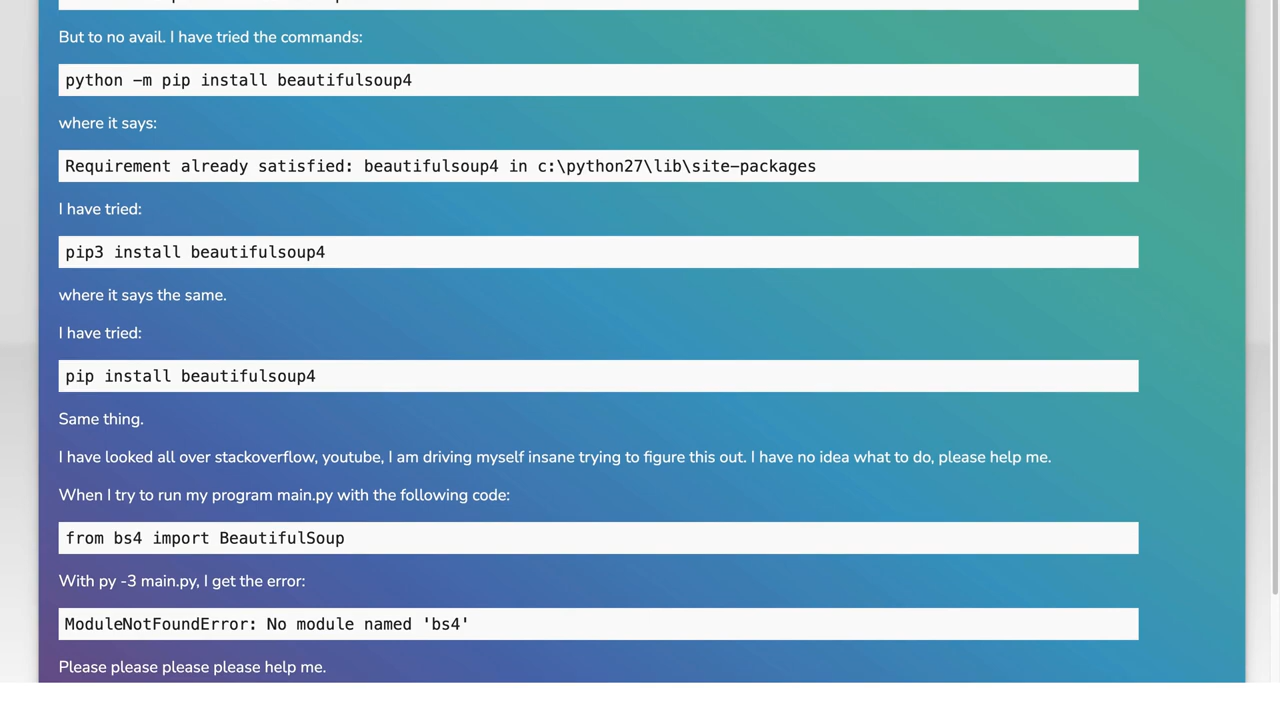 But to no avail. I have tried the commands:
python -m pip install beautifulsoup4
where it says:
Requirement already satisfied: beautifulsoup4 in c:\python27\lib\site-packages
I have tried:
pip3 install beautifulsoup4
where it says the same.
I have tried:
pip install beautifulsoup4
Same thing.
I have looked all over stackoverflow, youtube, I am driving myself insane trying to figure this out. I have no idea what to do, please help me.
When I try to run my program main.py with the following code:
from bs4 import BeautifulSoup
With py -3 main.py, I get the error:
ModuleNotFoundError: No module named 'bs4'
Please please please please help me.